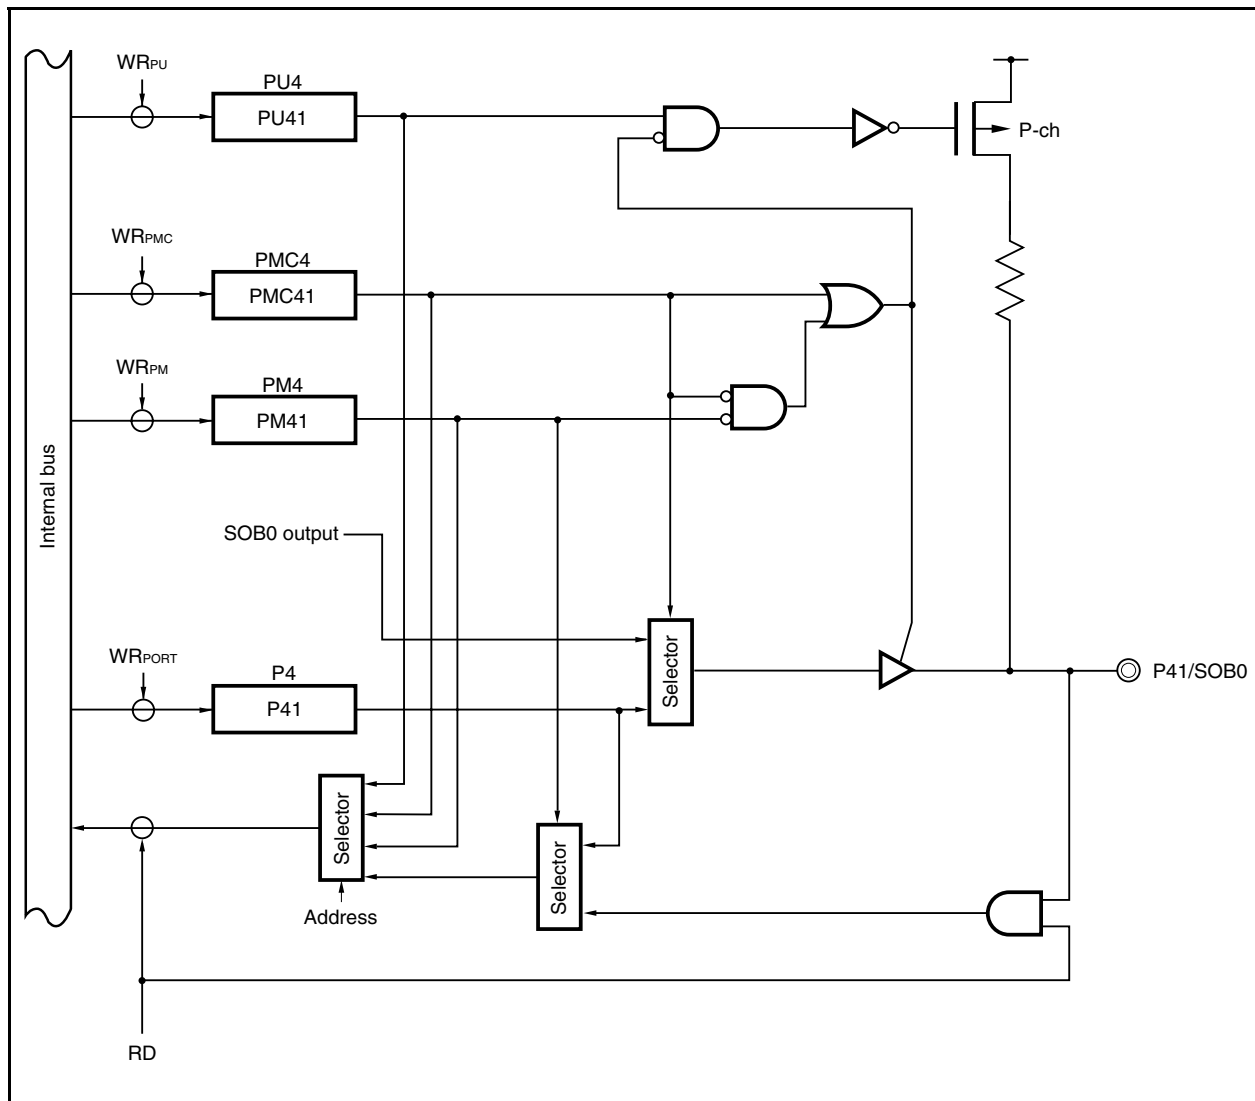 WRPU
PU4
PU41
P-ch
WRPMC
PMC4
PMC41
WRPM
PM4
PM41
Internal bus
SOB0 output
WRPORT
P4
P41
Selector
P41/SOB0
Selector
Selector
Address
RD